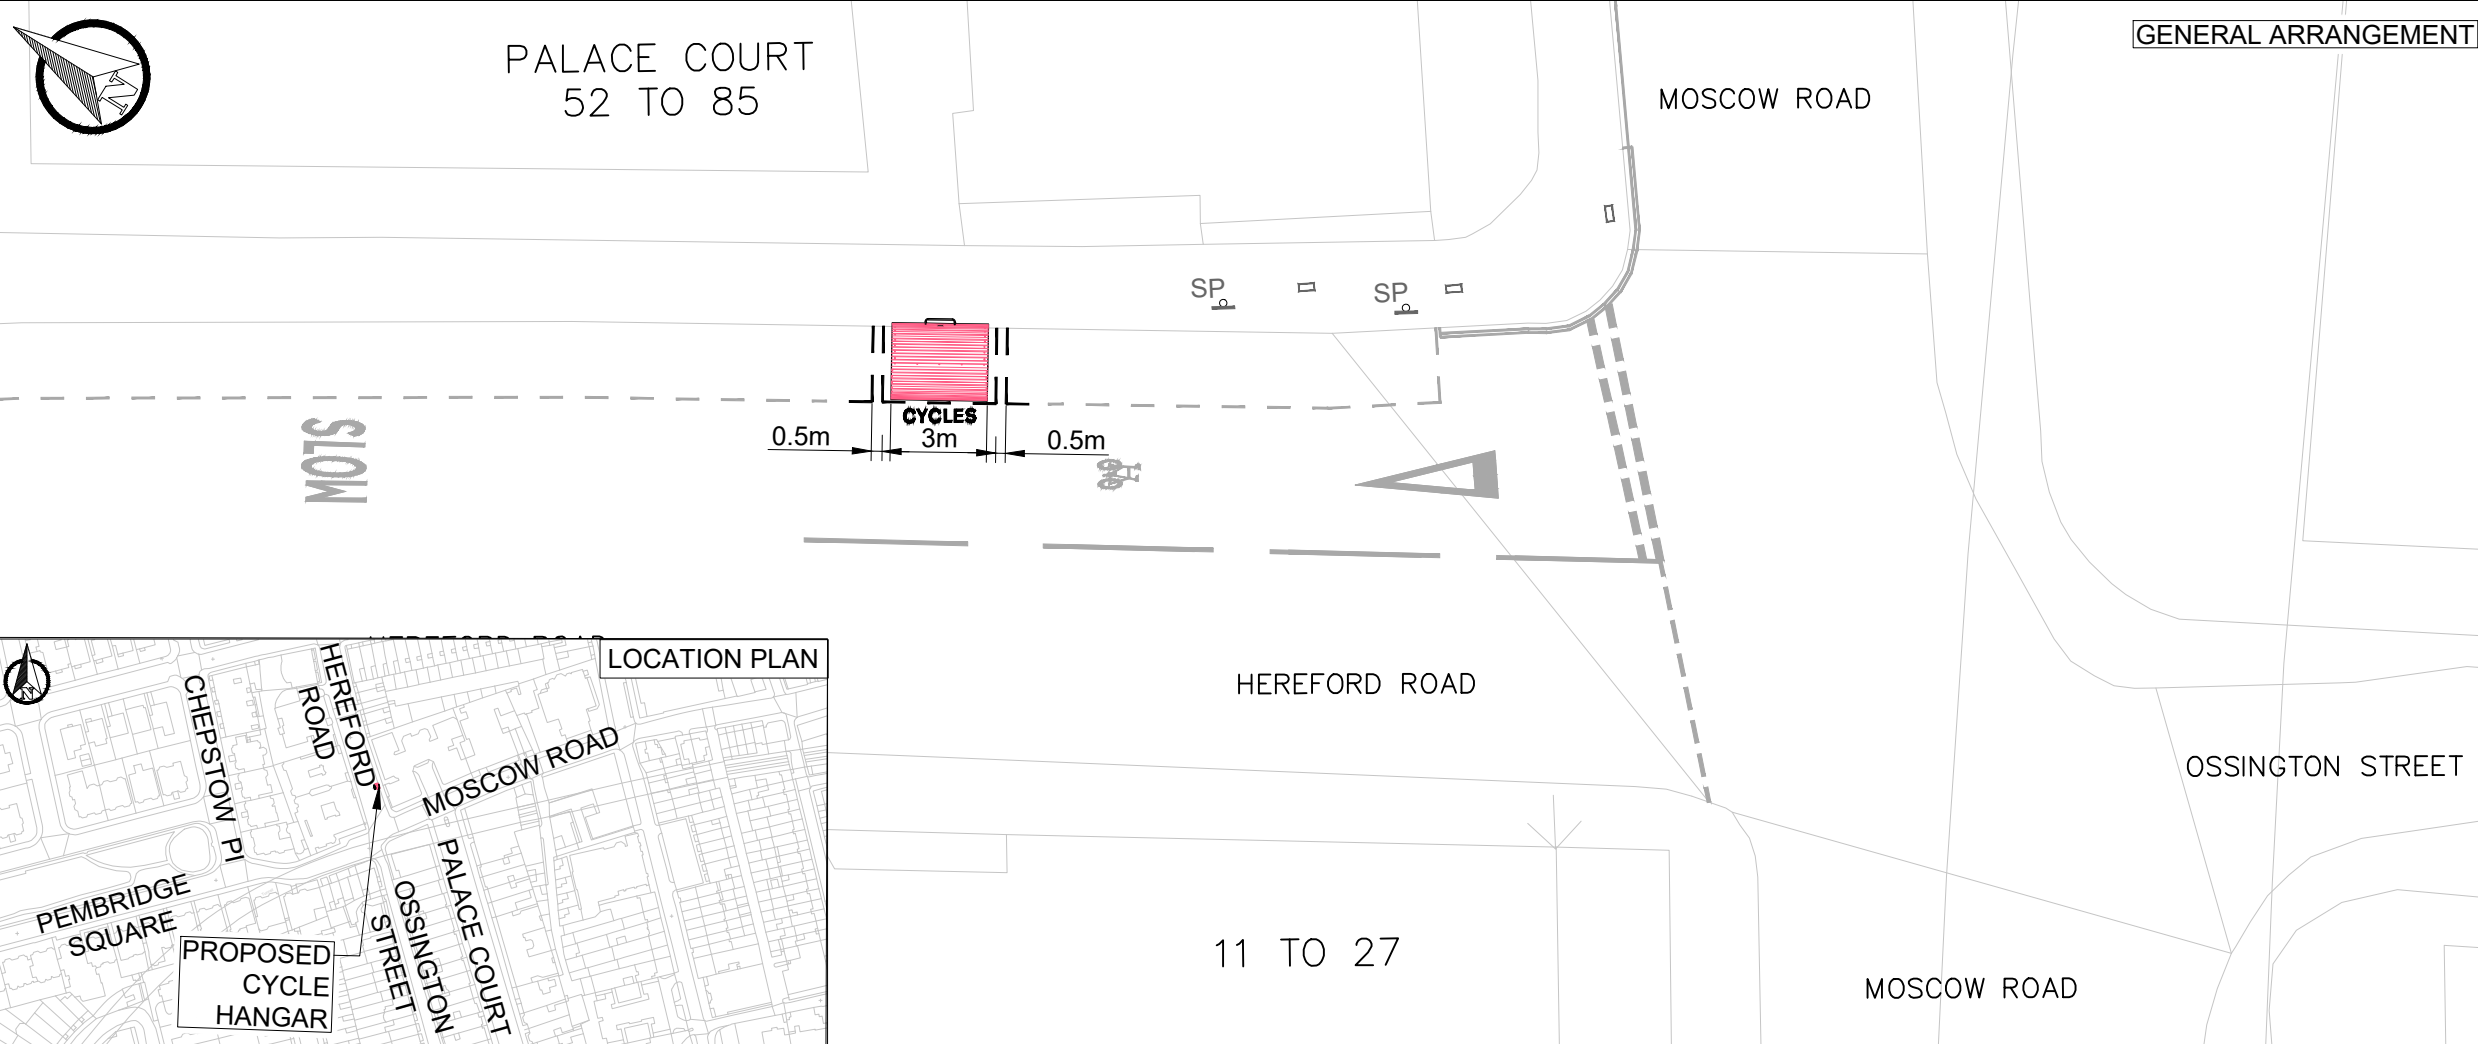 GENERAL ARRANGEMENT
N
PALACE COURT
52 TO 85
MOSCOW ROAD
SP
SP
CYCLES
0.5m
3m
0.5m
SLOW
HEREFORD ROAD
LOCATION PLAN
N
HEREFORD
ROAD
CHEPSTOW Pl
MOSCOW ROAD
PEMBRIDGE
SQUARE
OSSINGTON
STREET
PALACE COURT
PROPOSED
CYCLE
HANGAR
HEREFORD ROAD
OSSINGTON STREET
11 TO 27
MOSCOW ROAD